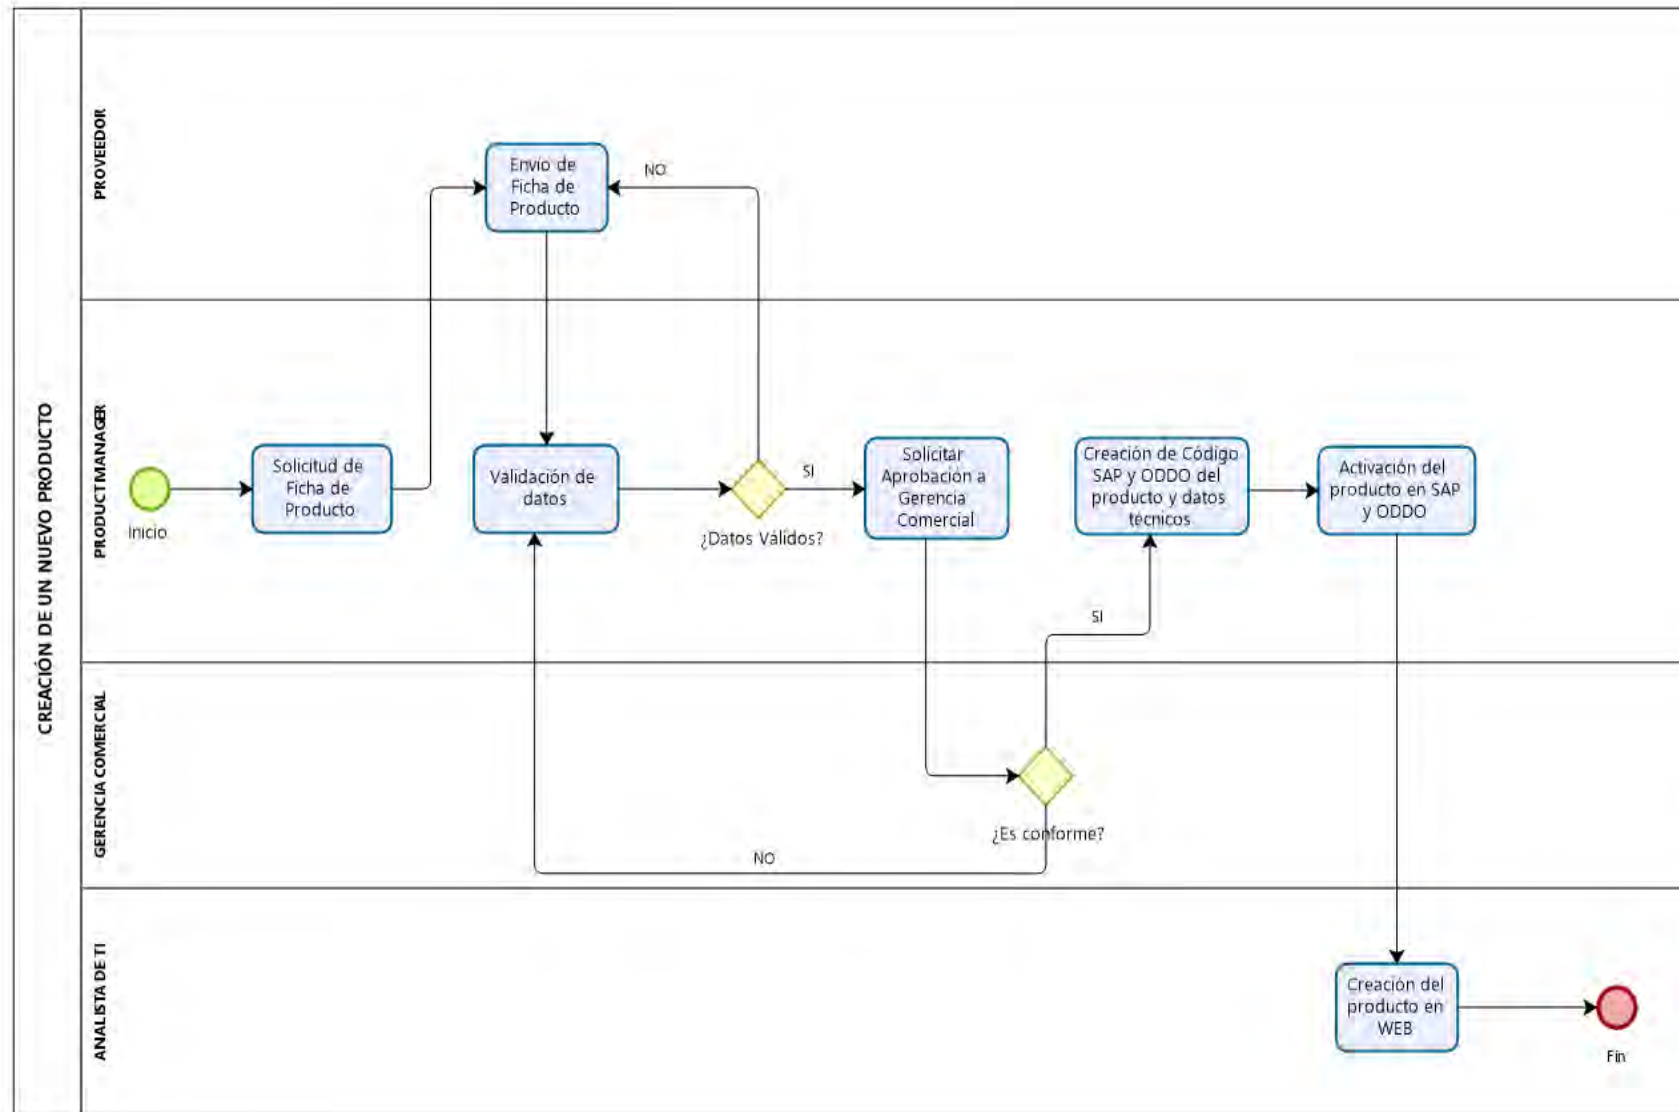 CREACIÓN DE UN NUEVO PRODUCTO
PROVEEDOR
Envío de
Ficha de
Producto
NO
PRODUCT MANAGER
Inicio
Solicitud de
Ficha de
Producto
Validación de
datos
¿Datos Válidos?
SI
Solicitar
Aprobación a
Gerencia
Comercial
Creación de Código
SAP y ODDO del
producto y datos
técnicos
Activación del
producto en SAP
y ODDO
SI
GERENCIA COMERCIAL
¿Es conforme?
NO
ANALISTA DE TI
Creación del
producto en
WEB
Fin